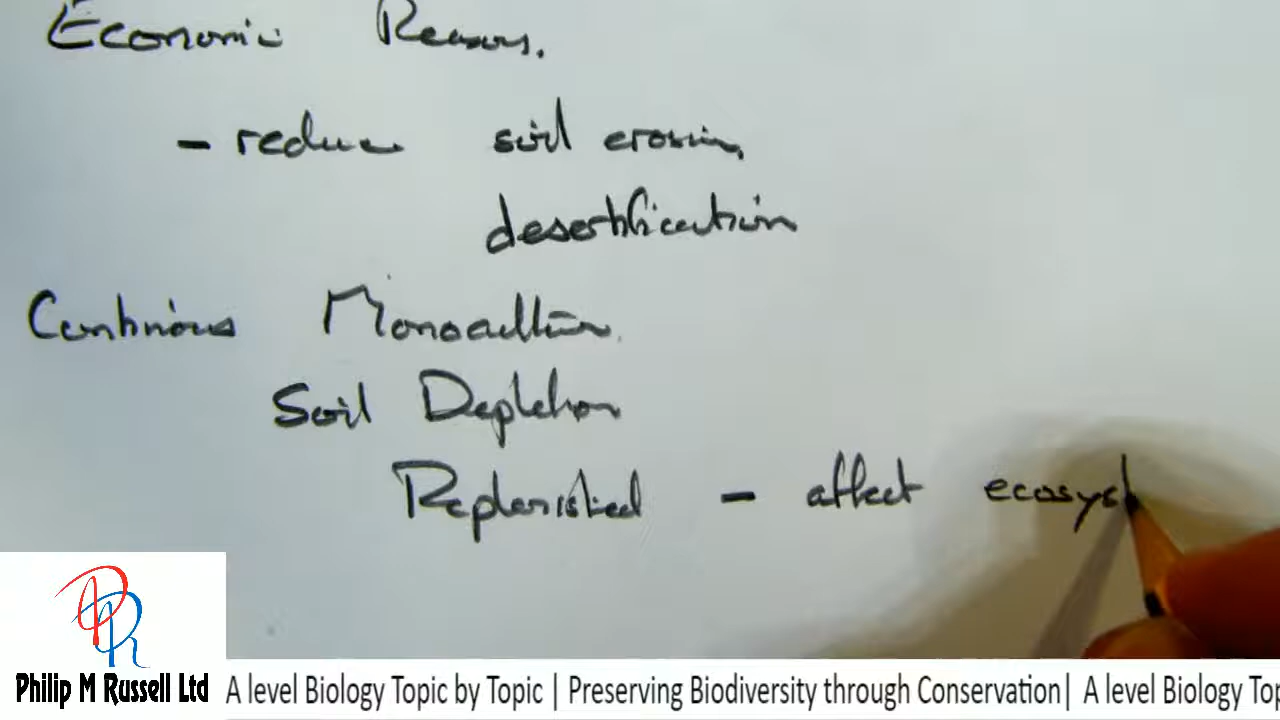 Economic Reasons.
- reduce soil erosion,
desertification
Continuous Monoculture.
Soil Depletion
Replenished - affect ecosyst
Philip M Russell Ltd
A level Biology Topic by Topic | Preserving Biodiversity through Conservation| A level Biology Top